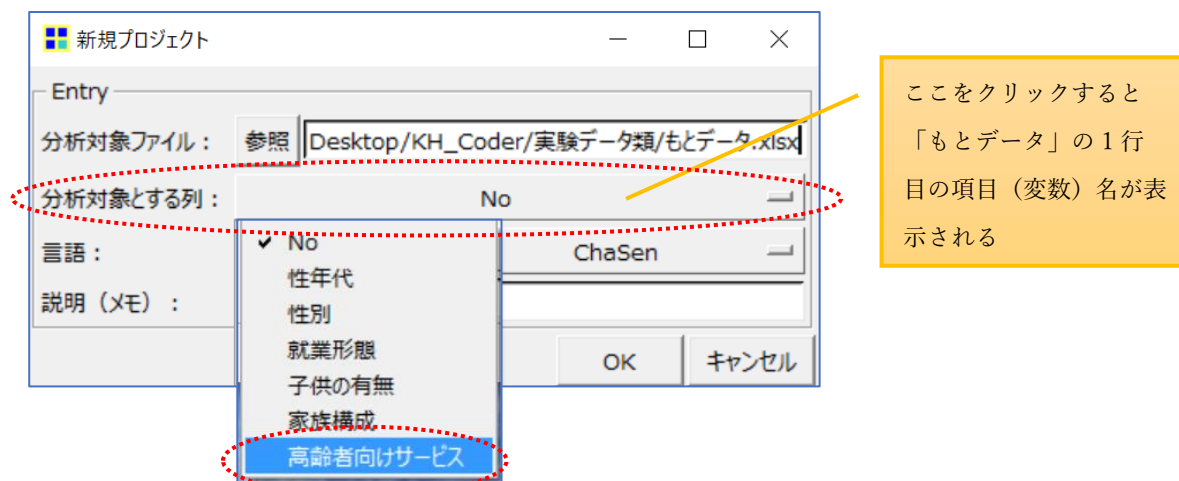 新規プロジェクト
Entry
分析対象ファイル： 参照 Desktop/KH_Coder/実験データ類/もとデータ.xlsx
分析対象とする列： No
言語： ChaSen
説明（メモ）：
✔ No
性年代
性別
就業形態
子供の有無
家族構成
高齢者向けサービス
OK キャンセル
ここをクリックすると
「もとデータ」の１行
目の項目（変数）名が表
示される